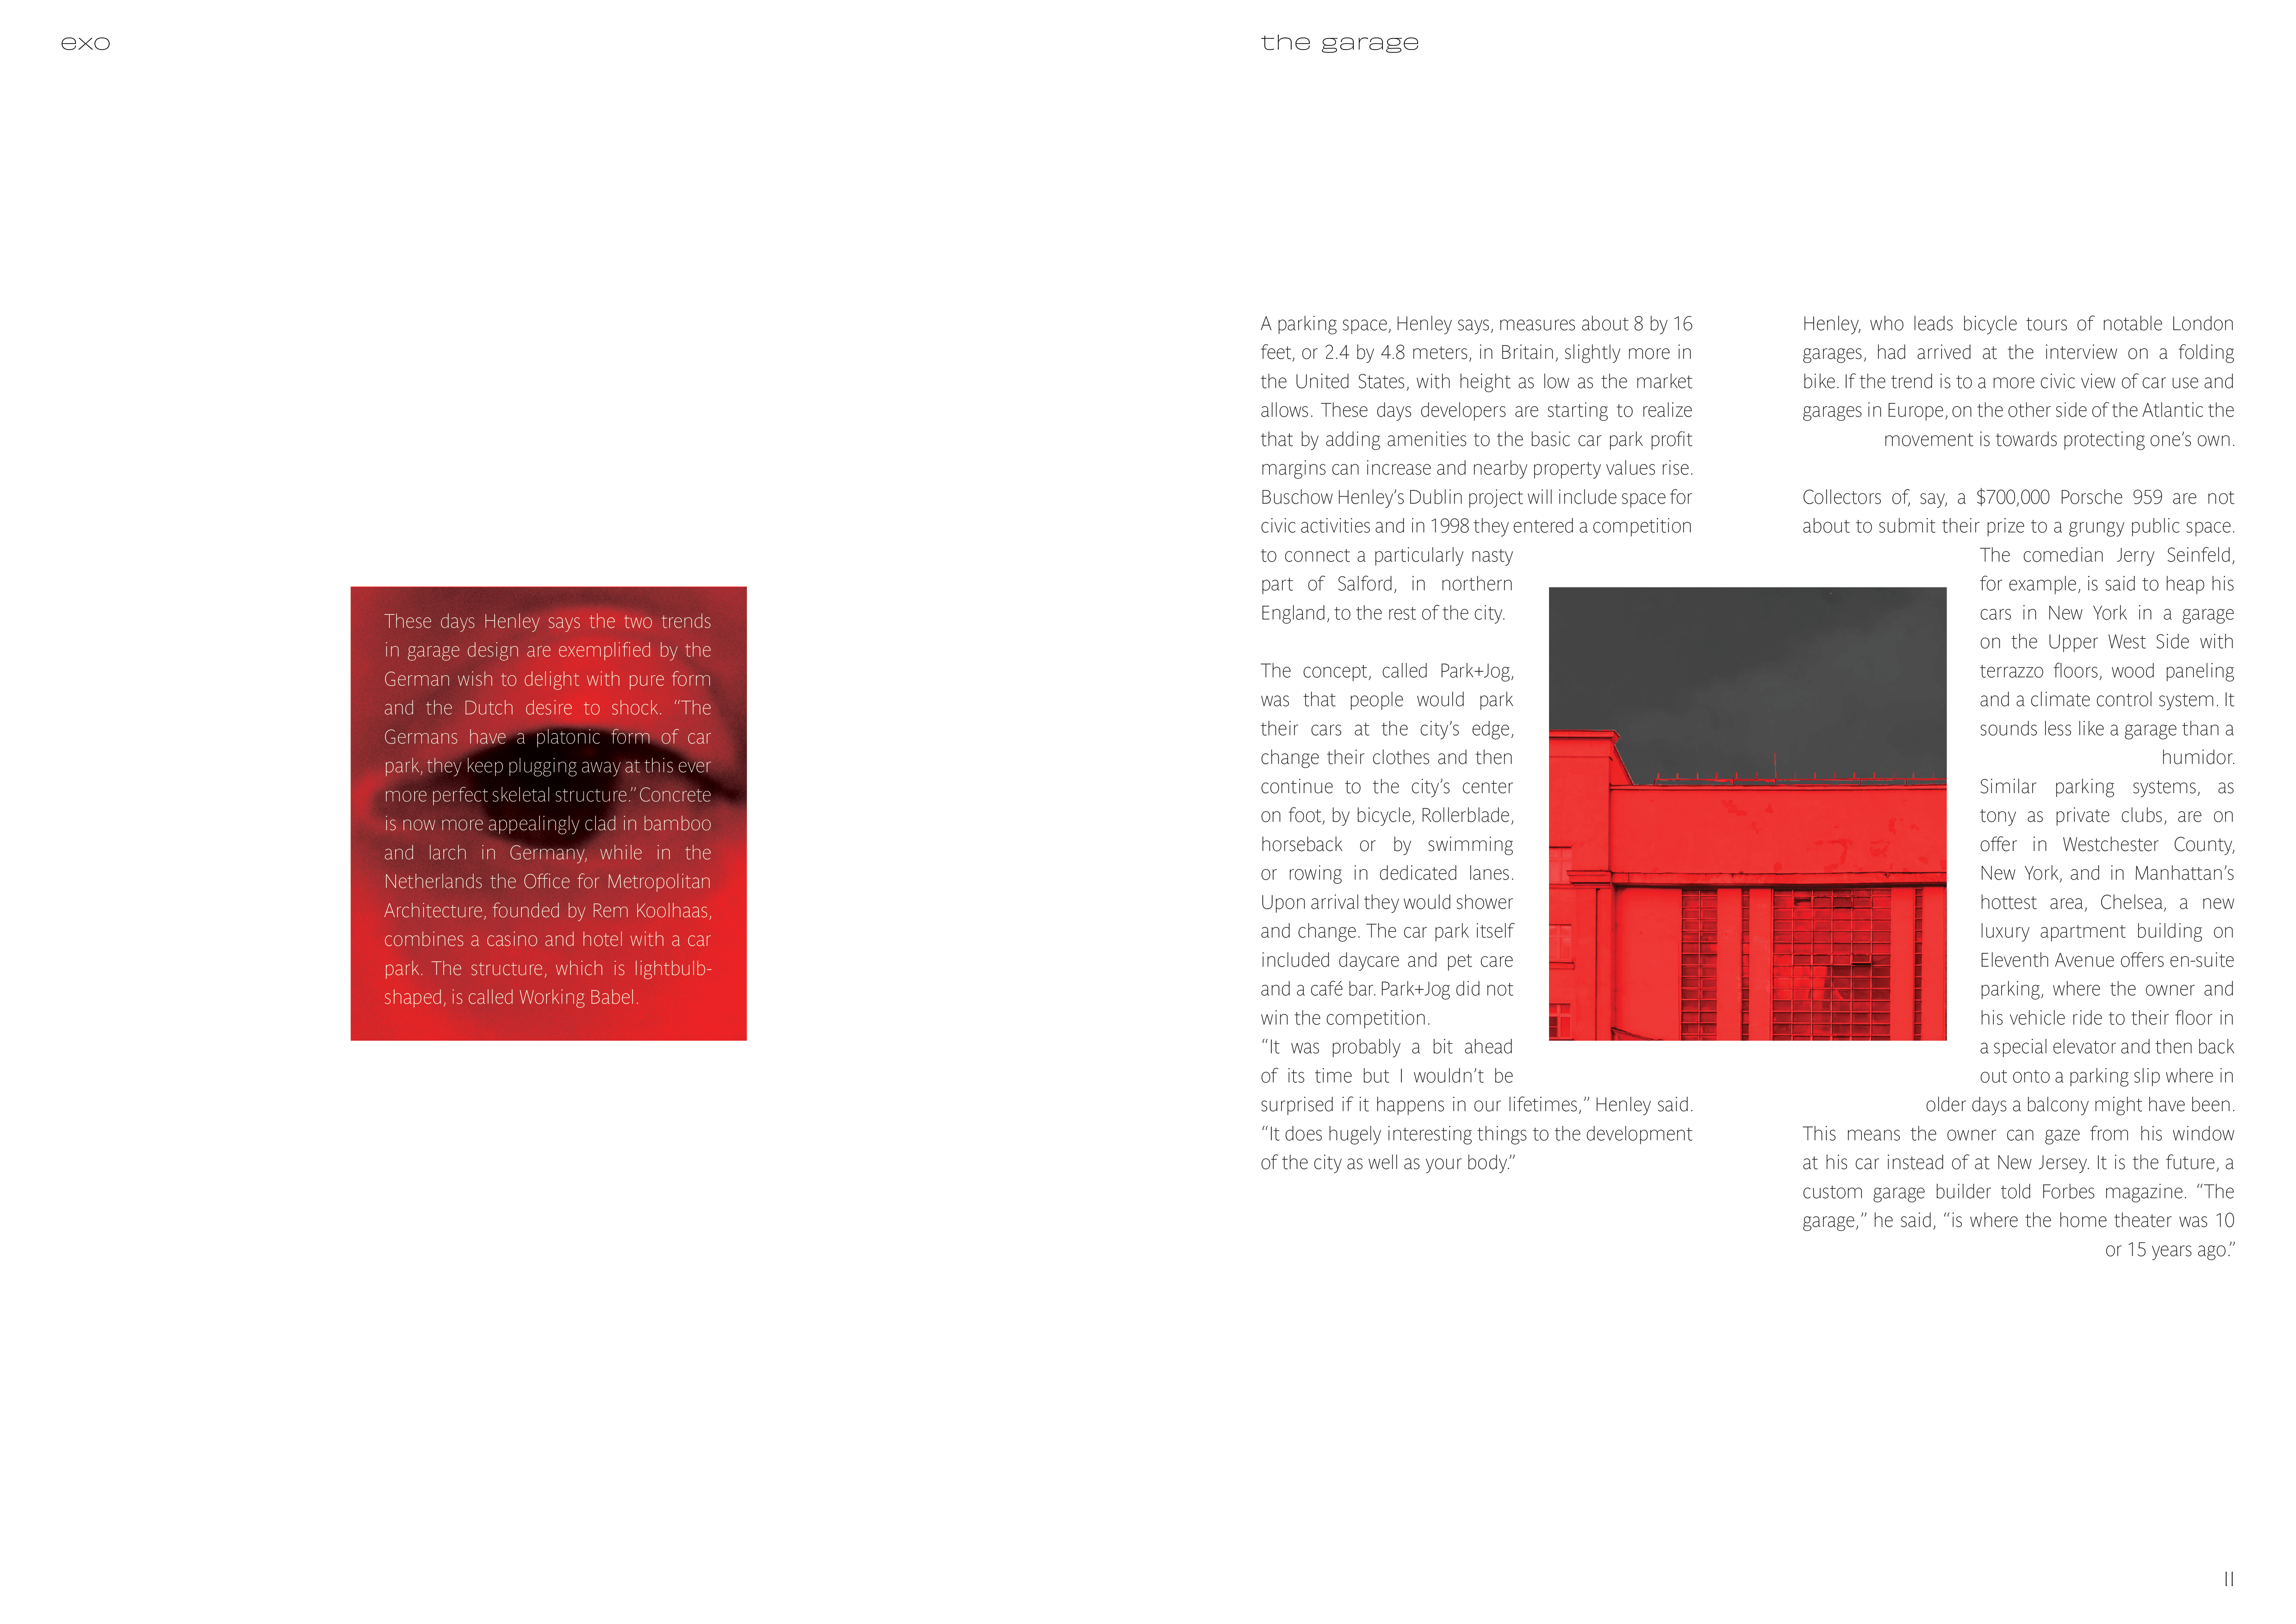 exo
the garage
These days Henley says the two trends
in garage design are exemplified by the
German wish to delight with pure form
and the Dutch desire to shock. “The
Germans have a platonic form of car
park, they keep plugging away at this ever
more perfect skeletal structure.” Concrete
is now more appealingly clad in bamboo
and larch in Germany, while in the
Netherlands the Office for Metropolitan
Architecture, founded by Rem Koolhaas,
combines a casino and hotel with a car
park. The structure, which is lightbulb-
shaped, is called Working Babel.
A parking space, Henley says, measures about 8 by 16
feet, or 2.4 by 4.8 meters, in Britain, slightly more in
the United States, with height as low as the market
allows. These days developers are starting to realize
that by adding amenities to the basic car park profit
margins can increase and nearby property values rise.
Buschow Henley’s Dublin project will include space for
civic activities and in 1998 they entered a competition
to connect a particularly nasty
part of Salford, in northern
England, to the rest of the city.
The concept, called Park+Jog,
was that people would park
their cars at the city’s edge,
change their clothes and then
continue to the city’s center
on foot, by bicycle, Rollerblade,
horseback or by swimming
or rowing in dedicated lanes.
Upon arrival they would shower
and change. The car park itself
included daycare and pet care
and a café bar. Park+Jog did not
win the competition.
“It was probably a bit ahead
of its time but I wouldn’t be
surprised if it happens in our lifetimes,” Henley said.
“It does hugely interesting things to the development
of the city as well as your body.”
Henley, who leads bicycle tours of notable London
garages, had arrived at the interview on a folding
bike. If the trend is to a more civic view of car use and
garages in Europe, on the other side of the Atlantic the
movement is towards protecting one’s own.
Collectors of, say, a $700,000 Porsche 959 are not
about to submit their prize to a grungy public space.
The comedian Jerry Seinfeld,
for example, is said to heap his
cars in New York in a garage
on the Upper West Side with
terrazzo floors, wood paneling
and a climate control system. It
sounds less like a garage than a
humidor.
Similar parking systems, as
tony as private clubs, are on
offer in Westchester County,
New York, and in Manhattan’s
hottest area, Chelsea, a new
luxury apartment building on
Eleventh Avenue offers en-suite
parking, where the owner and
his vehicle ride to their floor in
a special elevator and then back
out onto a parking slip where in
older days a balcony might have been.
This means the owner can gaze from his window
at his car instead of at New Jersey. It is the future, a
custom garage builder told Forbes magazine. “The
garage,” he said, “is where the home theater was 10
or 15 years ago.”
11